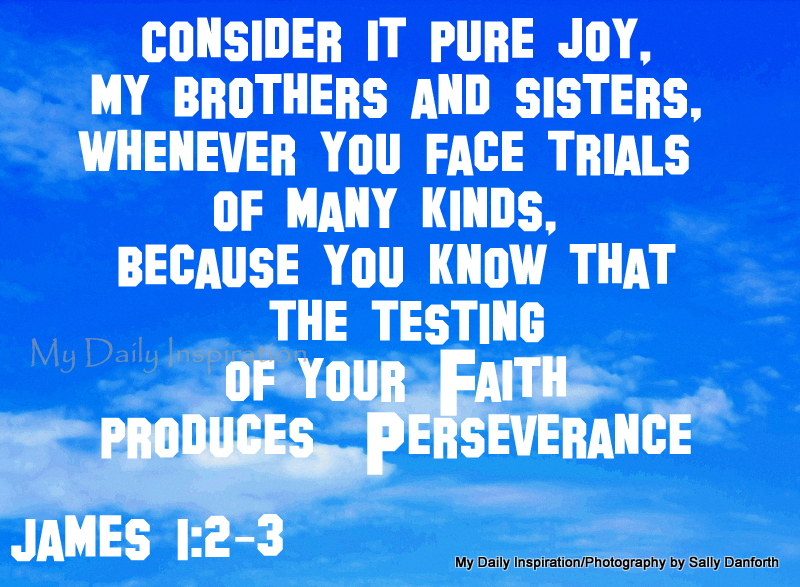 CONSIDER IT PURE JOY,
MY BROTHERS AND SISTERS,
WHENEVER YOU FACE TRIALS
OF MANY KINDS,
BECAUSE YOU KNOW THAT
THE TESTING
My Daily Inspiration
OF YOUR FAITH
PRODUCES PERSEVERANCE
JAMES 1:2-3
My Daily Inspiration/Photography by Sally Danforth